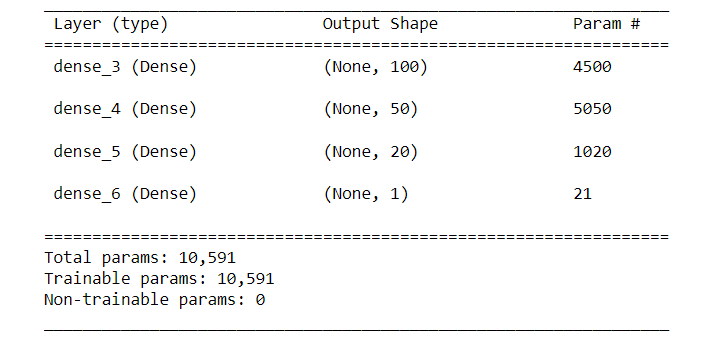 Layer (type) Output Shape Param #
=================================================================
dense_3 (Dense) (None, 100) 4500
dense_4 (Dense) (None, 50) 5050
dense_5 (Dense) (None, 20) 1020
dense_6 (Dense) (None, 1) 21
=================================================================
Total params: 10,591
Trainable params: 10,591
Non-trainable params: 0